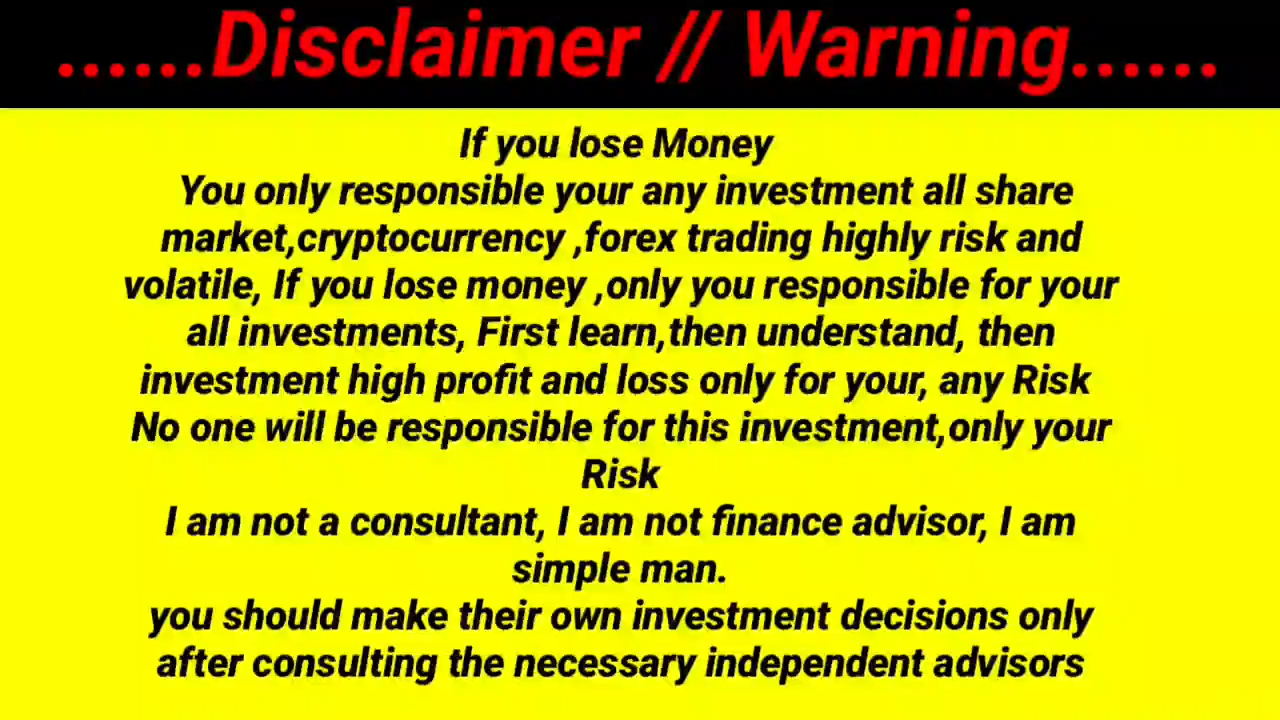 ......Disclaimer // Warning......
If you lose Money
You only responsible your any investment all share
market,cryptocurrency ,forex trading highly risk and
volatile, If you lose money ,only you responsible for your
all investments, First learn,then understand, then
investment high profit and loss only for your, any Risk
No one will be responsible for this investment,only your
Risk
I am not a consultant, I am not finance advisor, I am
simple man.
you should make their own investment decisions only
after consulting the necessary independent advisors